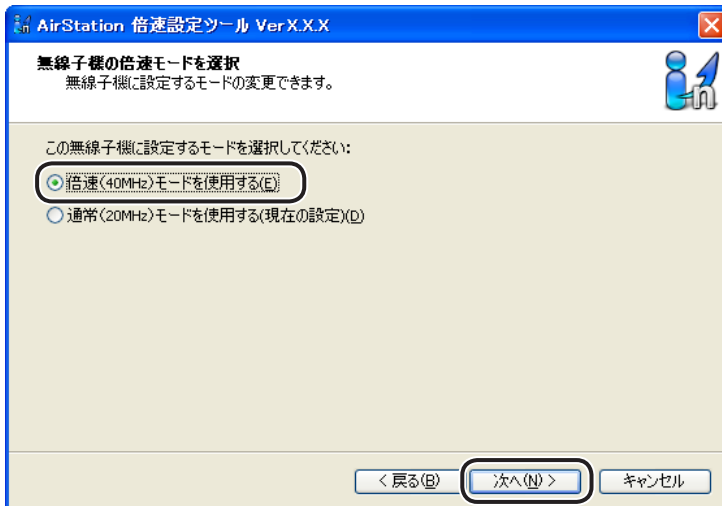 AirStation 倍速設定ツール VerX.X.X
無線子機の倍速モードを選択
無線子機に設定するモードの変更できます。
n
この無線子機に設定するモードを選択してください:
倍速(40MHz)モードを使用する(E)
通常(20MHz)モードを使用する(現在の設定)(D)
< 戻る(B) 次へ(N) > キャンセル